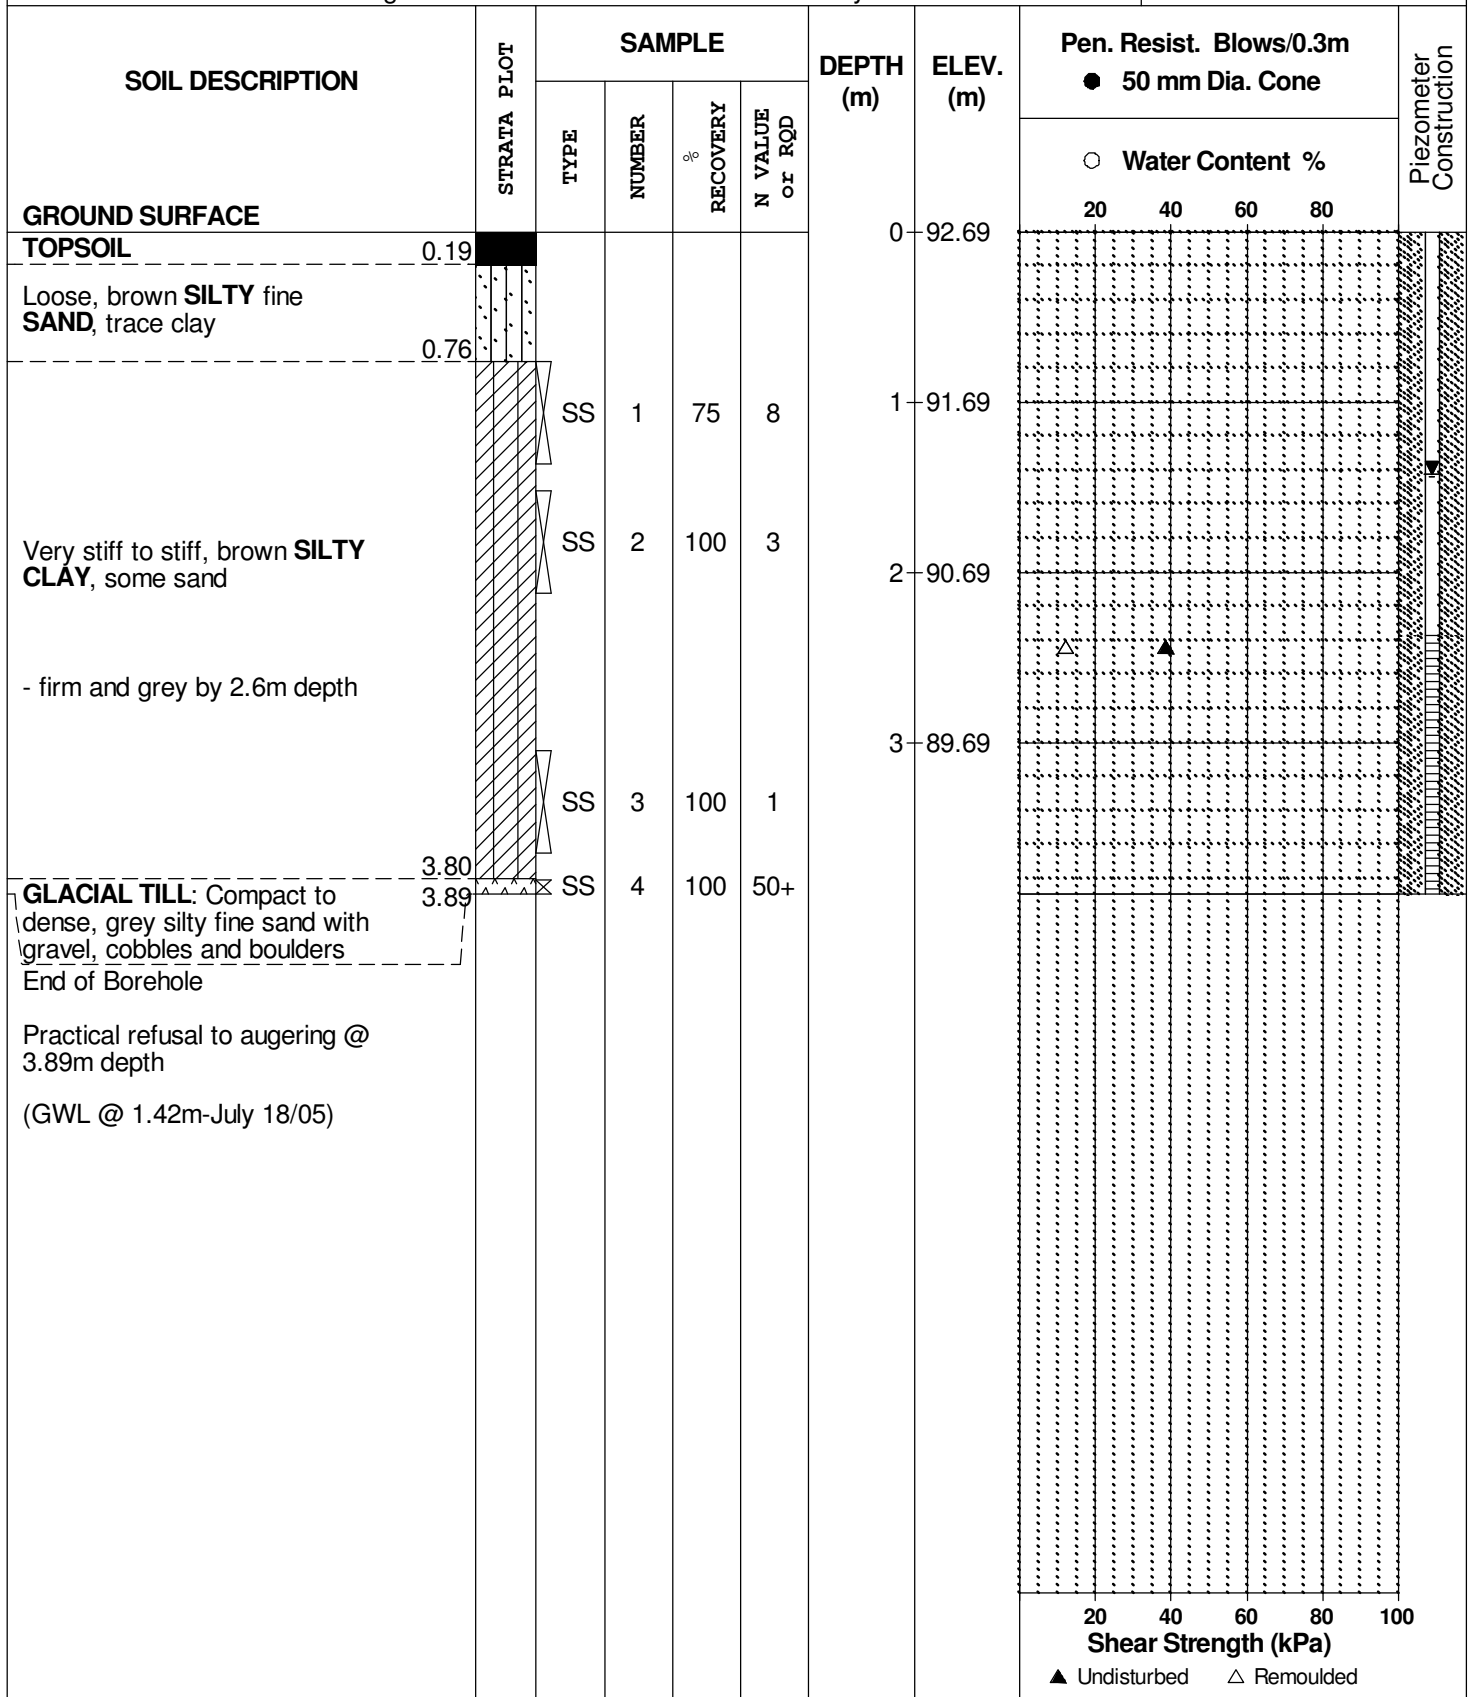 SOIL DESCRIPTION
STRATA PLOT
SAMPLE
TYPE
NUMBER
%
RECOVERY
N VALUE
or RQD
DEPTH
(m)
ELEV.
(m)
Pen. Resist. Blows/0.3m
● 50 mm Dia. Cone
○ Water Content %
20 40 60 80
Piezometer
Construction
GROUND SURFACE
TOPSOIL 0.19
0 92.69
Loose, brown SILTY fine
SAND, trace clay
0.76
SS 1 75 8
1 91.69
SS 2 100 3
Very stiff to stiff, brown SILTY
CLAY, some sand
2 90.69
- firm and grey by 2.6m depth
3 89.69
SS 3 100 1
3.80
GLACIAL TILL: Compact to 3.89
SS 4 100 50+
dense, grey silty fine sand with
gravel, cobbles and boulders
End of Borehole
Practical refusal to augering @
3.89m depth
(GWL @ 1.42m-July 18/05)
20 40 60 80 100
Shear Strength (kPa)
▲ Undisturbed △ Remoulded